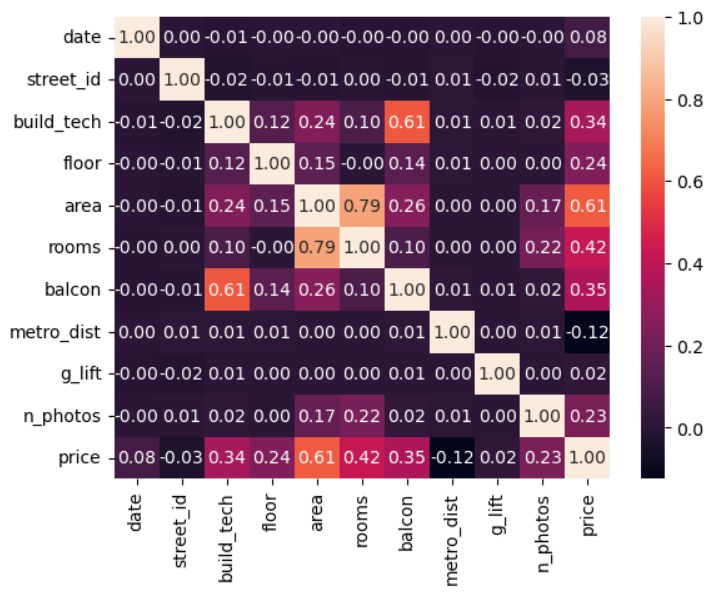 date 1.00 0.00 -0.01 -0.00 -0.00 -0.00 -0.00 0.00 -0.00 -0.00 0.08
street_id 0.00 1.00 -0.02 -0.01 -0.01 0.00 -0.01 0.01 -0.02 0.01 -0.03
build_tech -0.01 -0.02 1.00 0.12 0.24 0.10 0.61 0.01 0.01 0.02 0.34
floor -0.00 -0.01 0.12 1.00 0.15 -0.00 0.14 0.01 0.00 0.00 0.24
area -0.00 -0.01 0.24 0.15 1.00 0.79 0.26 0.00 0.00 0.17 0.61
rooms -0.00 0.00 0.10 -0.00 0.79 1.00 0.10 0.00 0.00 0.22 0.42
balcon -0.00 -0.01 0.61 0.14 0.26 0.10 1.00 0.01 0.01 0.02 0.35
metro_dist 0.00 0.01 0.01 0.01 0.00 0.00 0.01 1.00 0.00 0.01 -0.12
g_lift -0.00 -0.02 0.01 0.00 0.00 0.00 0.01 0.00 1.00 0.00 0.02
n_photos -0.00 0.01 0.02 0.00 0.17 0.22 0.02 0.01 0.00 1.00 0.23
price 0.08 -0.03 0.34 0.24 0.61 0.42 0.35 -0.12 0.02 0.23 1.00
date
street_id
build_tech
floor
area
rooms
balcon
metro_dist
g_lift
n_photos
price
1.0
0.8
0.6
0.4
0.2
0.0